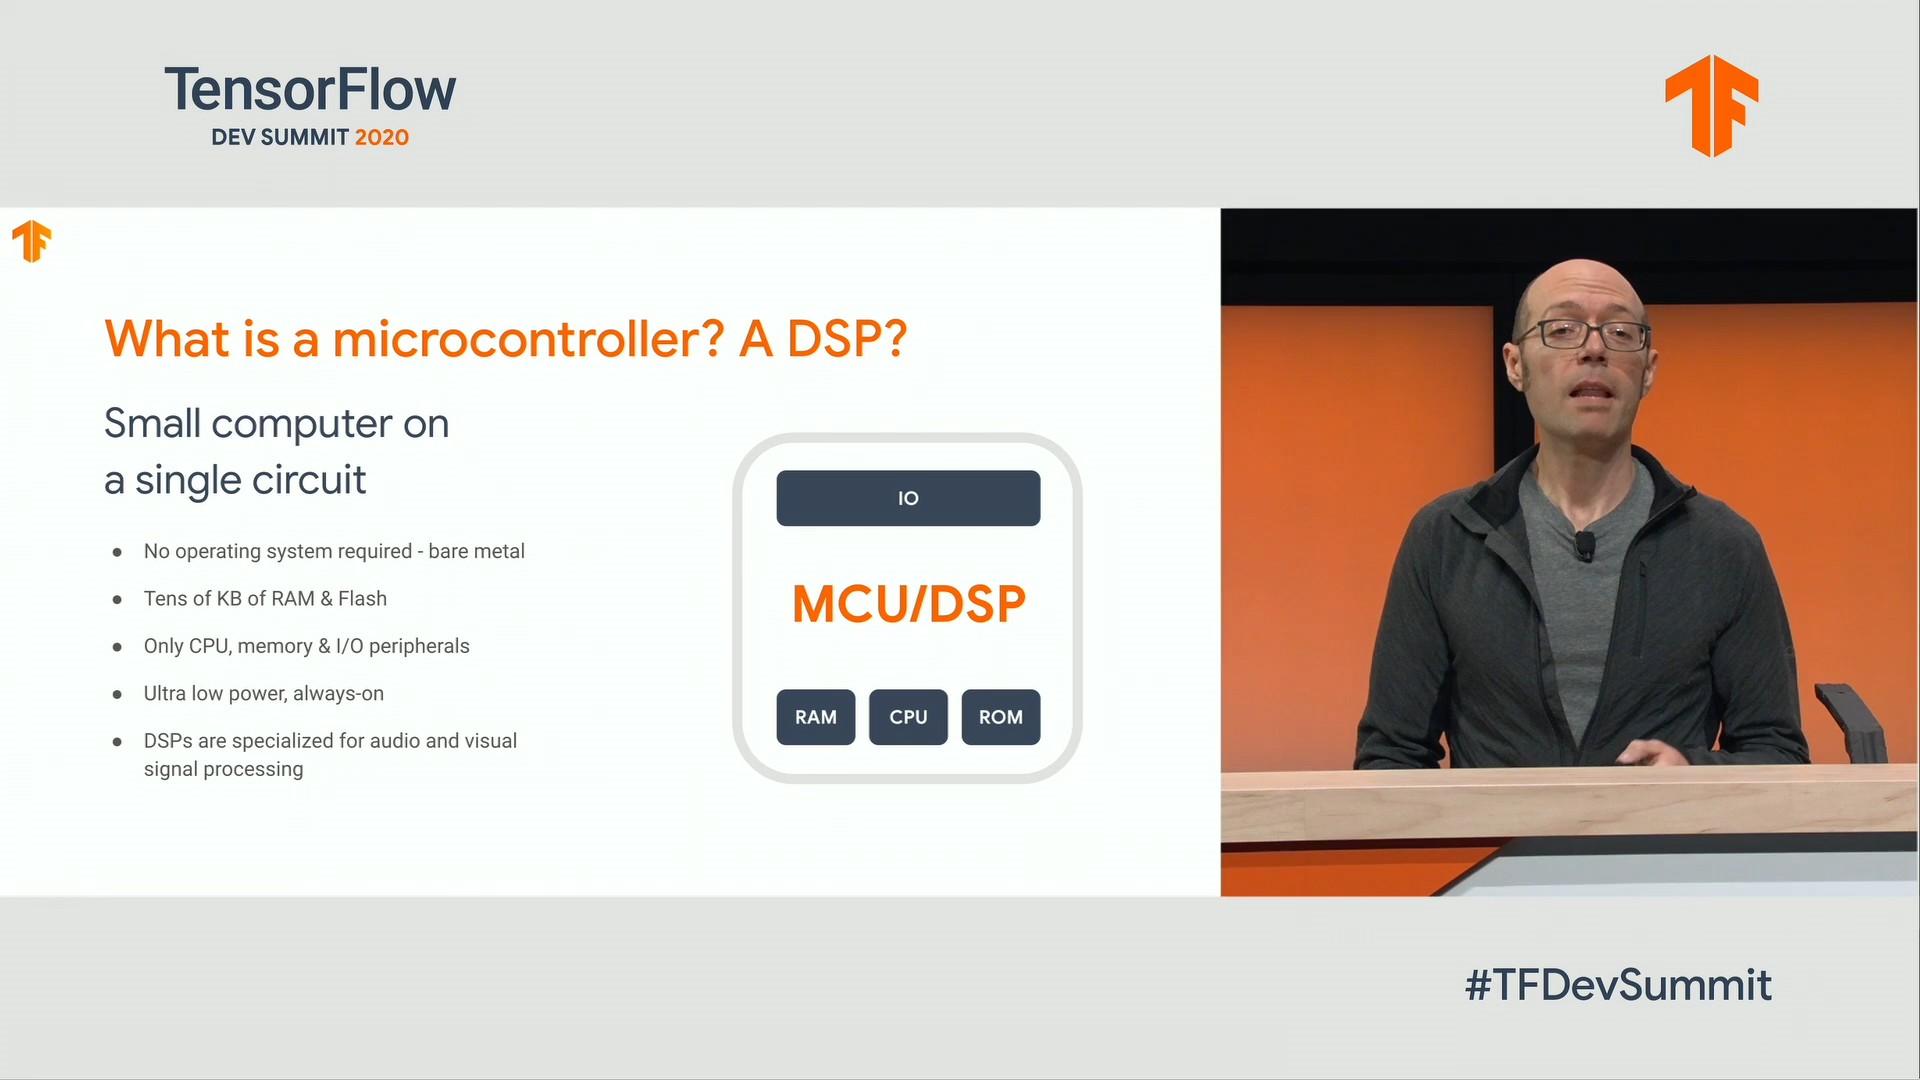 TensorFlow
DEV SUMMIT 2020
What is a microcontroller? A DSP?
Small computer on
a single circuit
● No operating system required - bare metal
● Tens of KB of RAM & Flash
● Only CPU, memory & I/O peripherals
● Ultra low power, always-on
● DSPs are specialized for audio and visual
signal processing
IO
MCU/DSP
RAM CPU ROM
#TFDevSummit